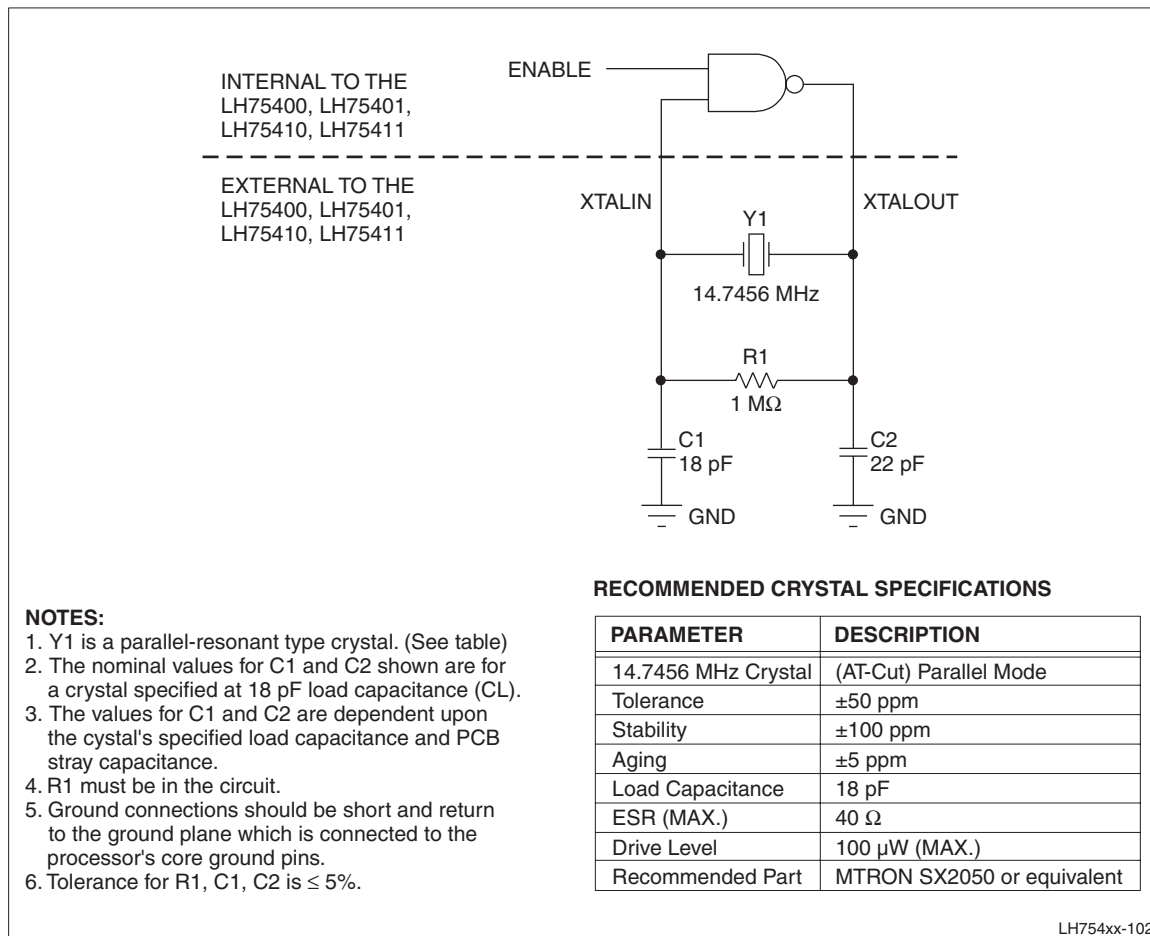 INTERNAL TO THE
LH75400, LH75401,
LH75410, LH75411
ENABLE
EXTERNAL TO THE
LH75400, LH75401,
LH75410, LH75411
XTALIN
XTALOUT
Y1
14.7456 MHz
R1
1 MΩ
C1
18 pF
C2
22 pF
GND
GND
NOTES:
1. Y1 is a parallel-resonant type crystal. (See table)
2. The nominal values for C1 and C2 shown are for
a crystal specified at 18 pF load capacitance (CL).
3. The values for C1 and C2 are dependent upon
the cystal's specified load capacitance and PCB
stray capacitance.
4. R1 must be in the circuit.
5. Ground connections should be short and return
to the ground plane which is connected to the
processor's core ground pins.
6. Tolerance for R1, C1, C2 is ≤ 5%.
RECOMMENDED CRYSTAL SPECIFICATIONS
PARAMETER DESCRIPTION
14.7456 MHz Crystal (AT-Cut) Parallel Mode
Tolerance ±50 ppm
Stability ±100 ppm
Aging ±5 ppm
Load Capacitance 18 pF
ESR (MAX.) 40 Ω
Drive Level 100 µW (MAX.)
Recommended Part MTRON SX2050 or equivalent
LH754xx-102